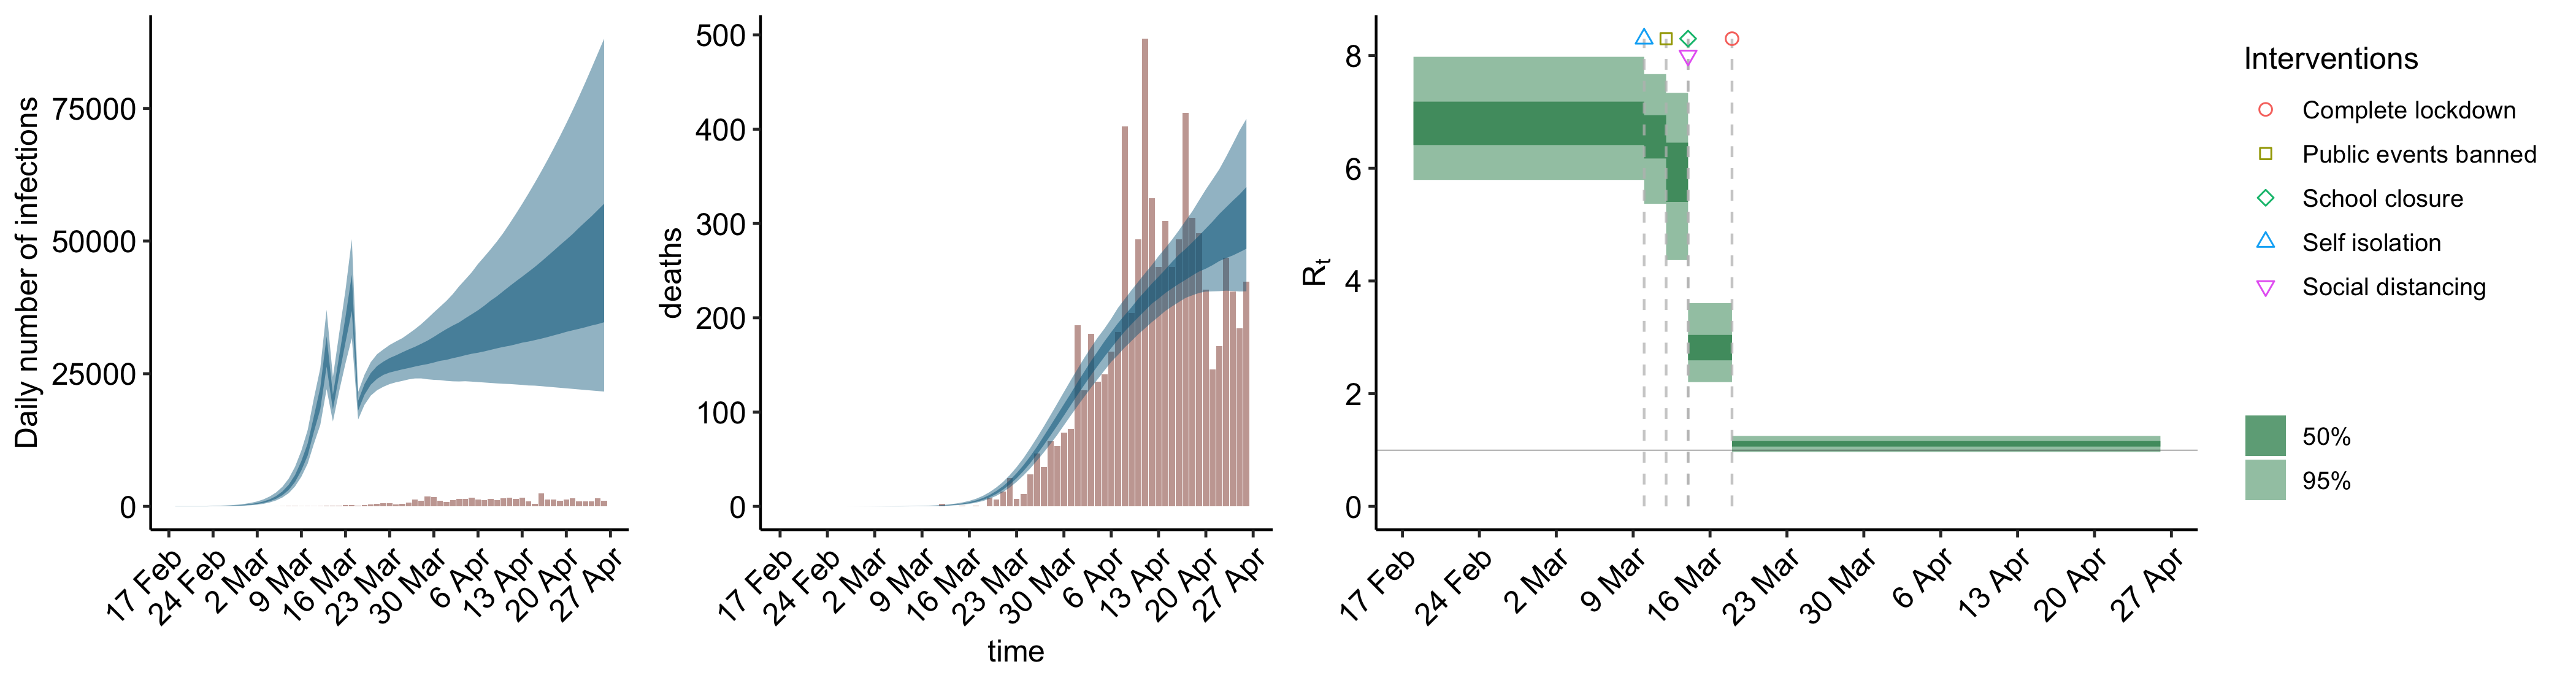 Daily number of infections
75000
50000
25000
0
17 Feb
24 Feb
2 Mar
9 Mar
16 Mar
23 Mar
30 Mar
6 Apr
13 Apr
20 Apr
27 Apr
deaths
500
400
300
200
100
0
17 Feb
24 Feb
2 Mar
9 Mar
16 Mar
23 Mar
30 Mar
6 Apr
13 Apr
20 Apr
27 Apr
time
Rt
8
6
4
2
0
17 Feb
24 Feb
2 Mar
9 Mar
16 Mar
23 Mar
30 Mar
6 Apr
13 Apr
20 Apr
27 Apr
Interventions
Complete lockdown
Public events banned
School closure
Self isolation
Social distancing
50%
95%